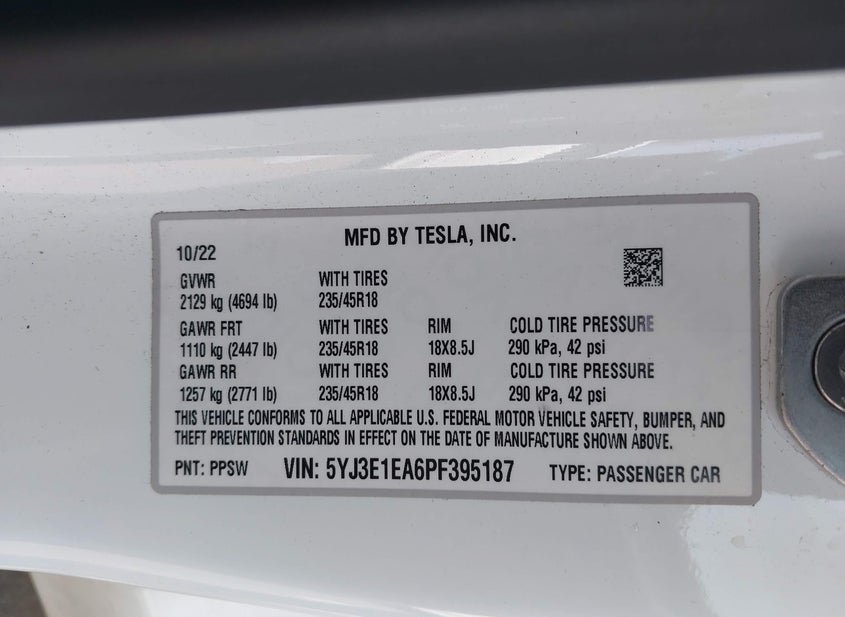 MFD BY TESLA, INC.
10/22
GVWR WITH TIRES
2129 kg (4694 lb) 235/45R18
GAWR FRT WITH TIRES RIM COLD TIRE PRESSURE
1110 kg (2447 lb) 235/45R18 18X8.5J 290 kPa, 42 psi
GAWR RR WITH TIRES RIM COLD TIRE PRESSURE
1257 kg (2771 lb) 235/45R18 18X8.5J 290 kPa, 42 psi
THIS VEHICLE CONFORMS TO ALL APPLICABLE U.S. FEDERAL MOTOR VEHICLE SAFETY, BUMPER, AND
THEFT PREVENTION STANDARDS IN EFFECT ON THE DATE OF MANUFACTURE SHOWN ABOVE.
PNT: PPSW VIN: 5YJ3E1EA6PF395187 TYPE: PASSENGER CAR